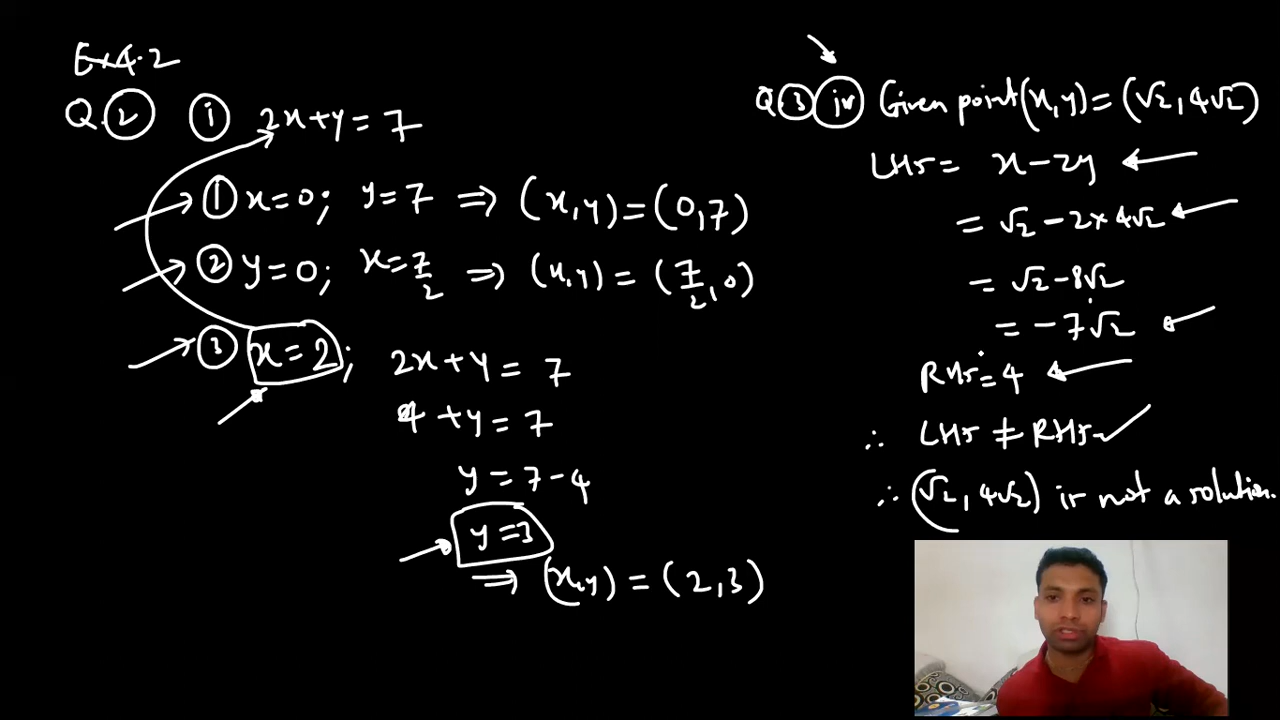 Ex 4.2
Q. 2 i 2x+y = 7
1 x=0; y=7 ⇒ (x,y)=(0,7)
2 y=0; x=7/2 ⇒ (x,y) = (7/2,0)
3 x=2; 2x+y = 7
4+y=7
y = 7-4
y=3
⇒ (x,y) = (2,3)
Q.3 iv Given point (x,y)=(√2, 4√2)
LHS = x-2y
= √2 - 2×4√2
= √2-8√2
= -7√2
RHS = 4
∴ LHS ≠ RHS
∴ (√2, 4√2) is not a solution.